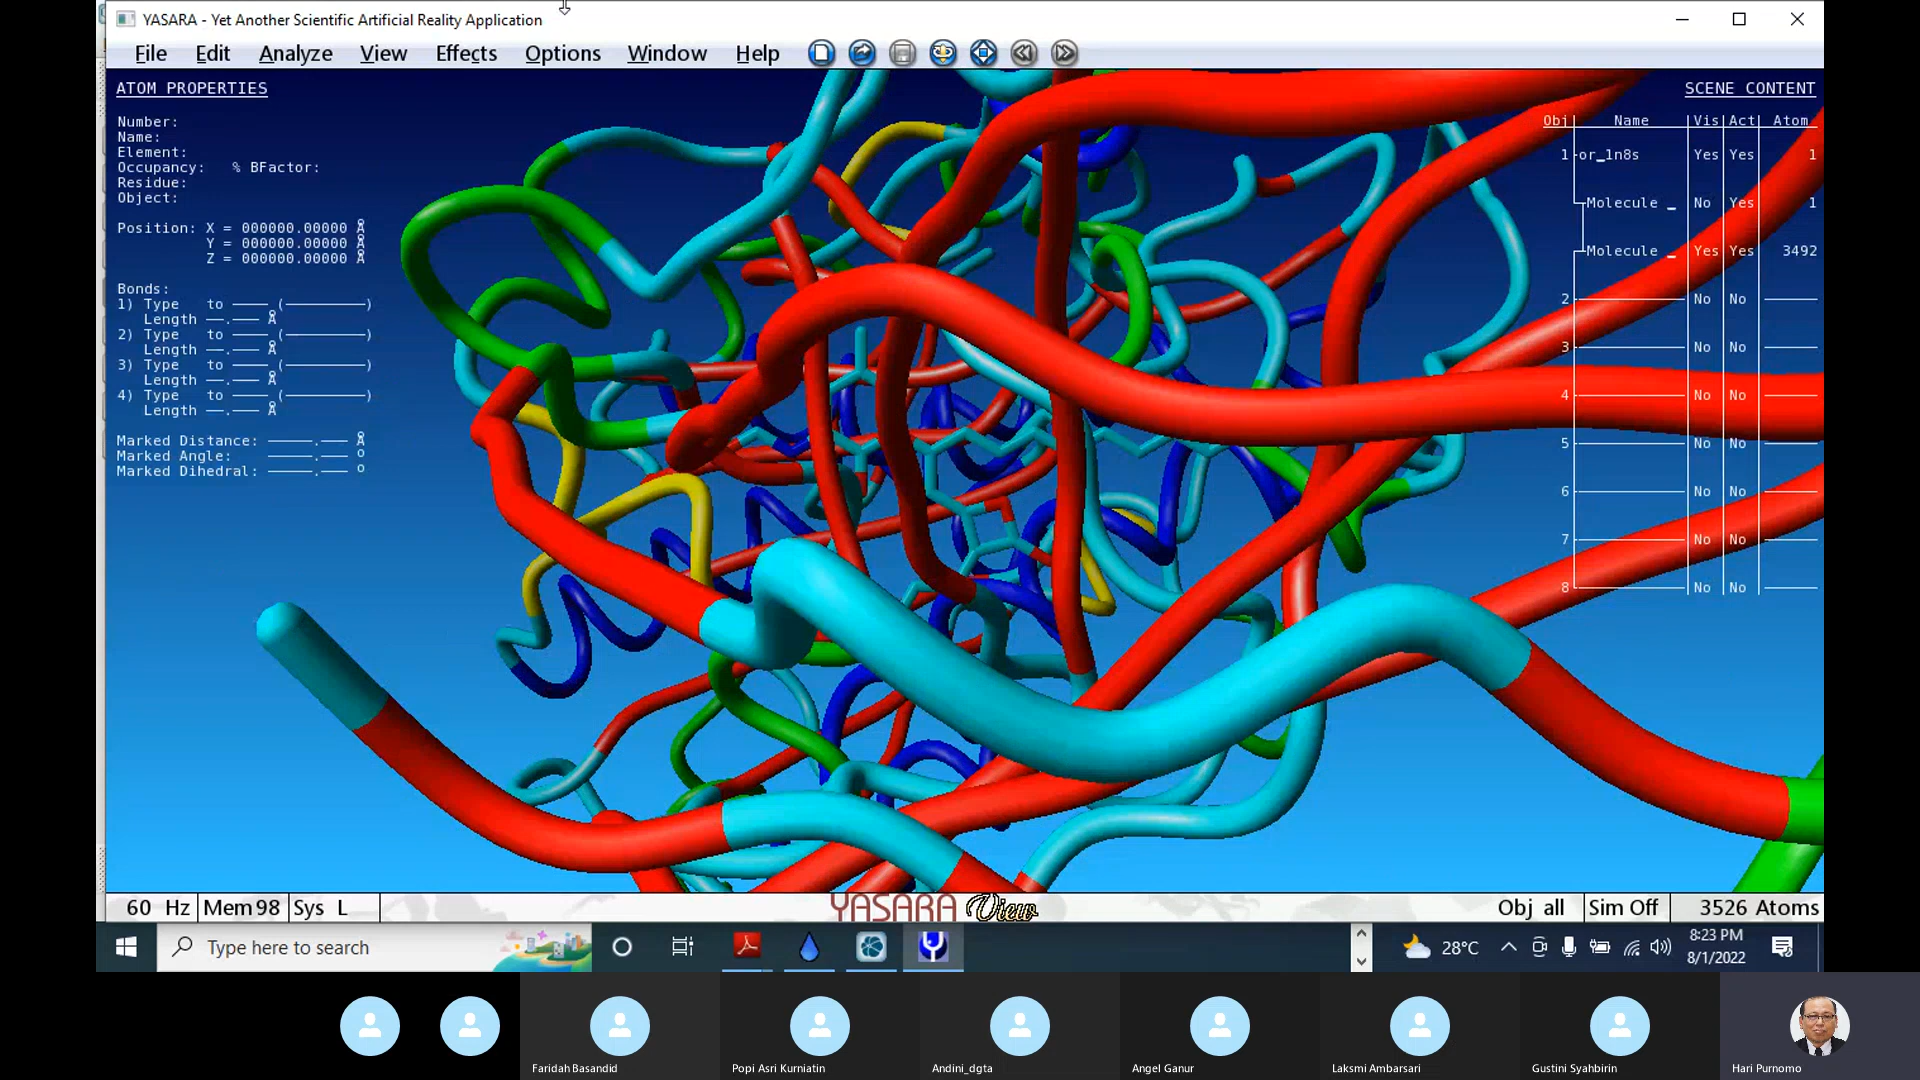 YASARA - Yet Another Scientific Artificial Reality Application
File Edit Analyze View Effects Options Window Help
ATOM PROPERTIES
Number:
Name:
Element:
Occupancy: % BFactor:
Residue:
Object:
Position: X = 000000.00000 Å
Y = 000000.00000 Å
Z = 000000.00000 Å
Bonds:
1) Type to ---- (---------)
Length --.--- Å
2) Type to ---- (---------)
Length --.--- Å
3) Type to ---- (---------)
Length --.--- Å
4) Type to ---- (---------)
Length --.--- Å
Marked Distance: -----.--- Å
Marked Angle: -----.--- °
Marked Dihedral: -----.--- °
SCENE CONTENT
Obj Name Vis Act Atom
1 or_1n8s Yes Yes 1
Molecule _ No Yes 1
Molecule _ Yes Yes 3492
2 No No
3 No No
4 No No
5 No No
6 No No
7 No No
8 No No
60 Hz Mem 98 Sys L
YASARA View
Obj all Sim Off 3526 Atoms
Type here to search
28°C
8:23 PM
8/1/2022
Faridah Basandid
Popi Asri Kurniatin
Andini_dgta
Angel Ganur
Laksmi Ambarsari
Gustini Syahbirin
Hari Purnomo